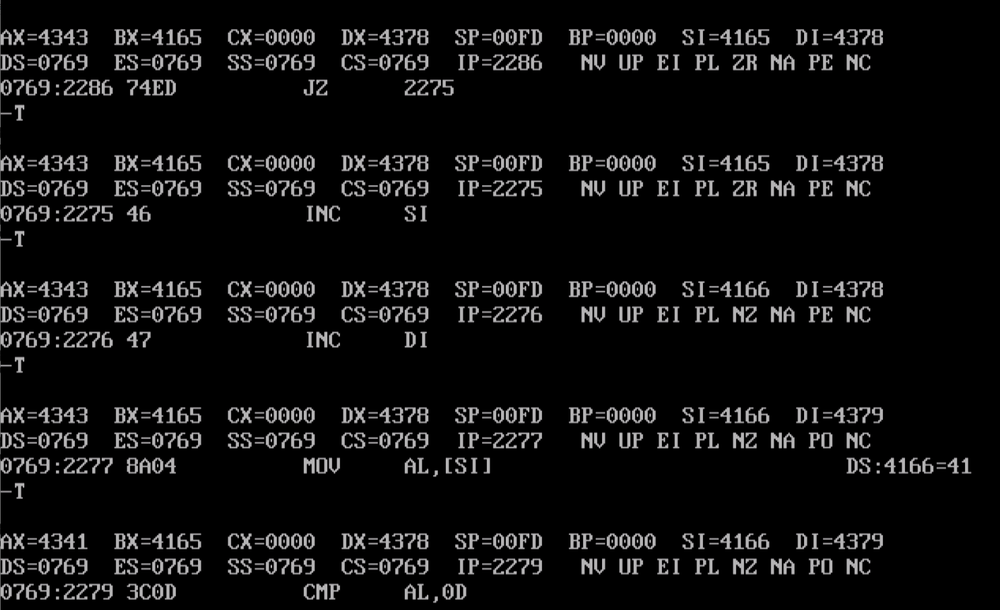 AX=4343  BX=4165  CX=0000  DX=4378  SP=00FD  BP=0000  SI=4165  DI=4378
DS=0769  ES=0769  SS=0769  CS=0769  IP=2286   NV UP EI PL ZR NA PE NC
0769:2286 74ED          JZ      2275
-T
AX=4343  BX=4165  CX=0000  DX=4378  SP=00FD  BP=0000  SI=4165  DI=4378
DS=0769  ES=0769  SS=0769  CS=0769  IP=2275   NV UP EI PL ZR NA PE NC
0769:2275 46            INC     SI
-T
AX=4343  BX=4165  CX=0000  DX=4378  SP=00FD  BP=0000  SI=4166  DI=4378
DS=0769  ES=0769  SS=0769  CS=0769  IP=2276   NV UP EI PL NZ NA PE NC
0769:2276 47            INC     DI
-T
AX=4343  BX=4165  CX=0000  DX=4378  SP=00FD  BP=0000  SI=4166  DI=4379
DS=0769  ES=0769  SS=0769  CS=0769  IP=2277   NV UP EI PL NZ NA PO NC
0769:2277 8A04          MOV     AL,[SI]                            DS:4166=41
-T
AX=4341  BX=4165  CX=0000  DX=4378  SP=00FD  BP=0000  SI=4166  DI=4379
DS=0769  ES=0769  SS=0769  CS=0769  IP=2279   NV UP EI PL NZ NA PO NC
0769:2279 3C0D          CMP     AL,0D